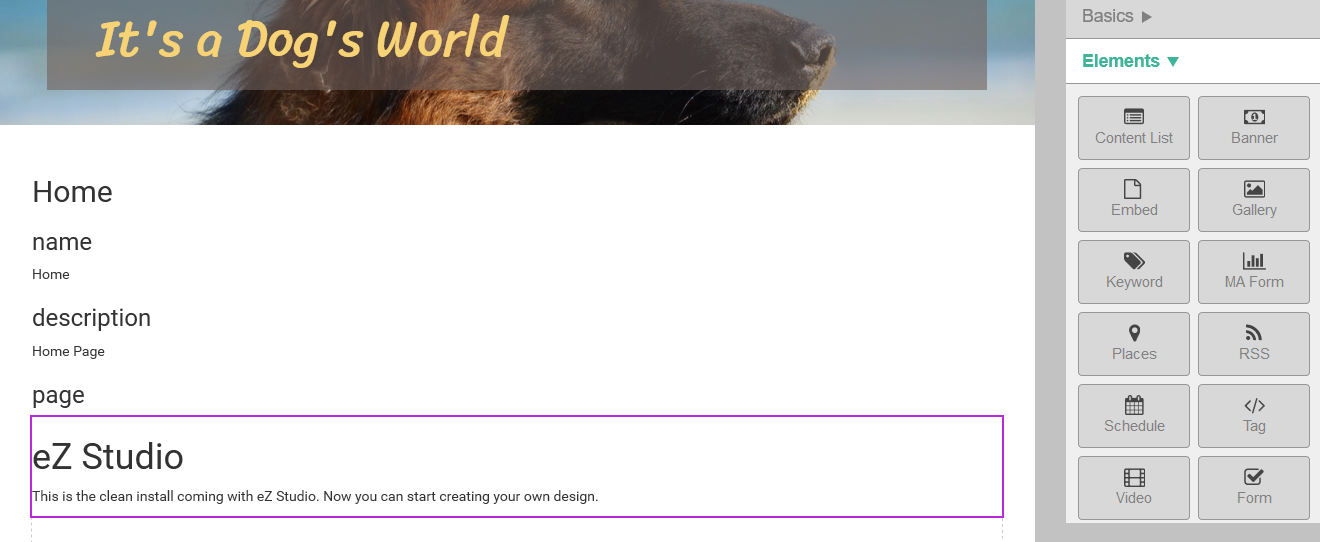 It's a Dog's World
Home
name
Home
description
Home Page
page
eZ Studio
This is the clean install coming with eZ Studio. Now you can start creating your own design.
Basics
Elements
Content List
Banner
Embed
Gallery
Keyword
MA Form
Places
RSS
Schedule
Tag
Video
Form